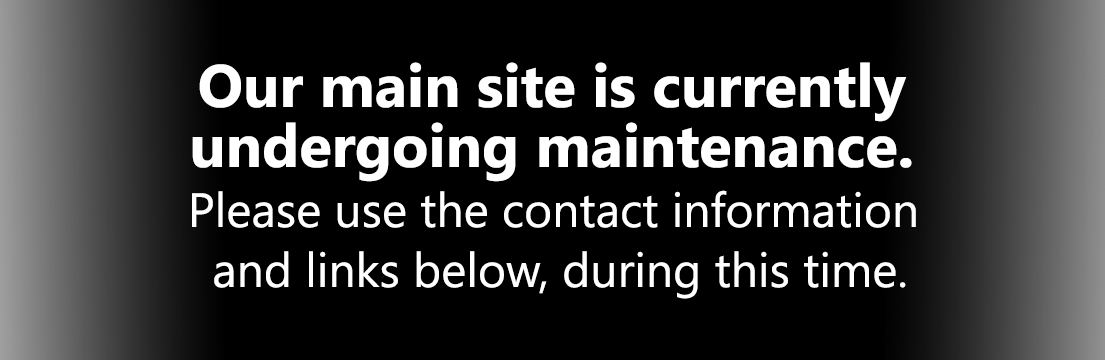 Our main site is currently
undergoing maintenance.
Please use the contact information
and links below, during this time.